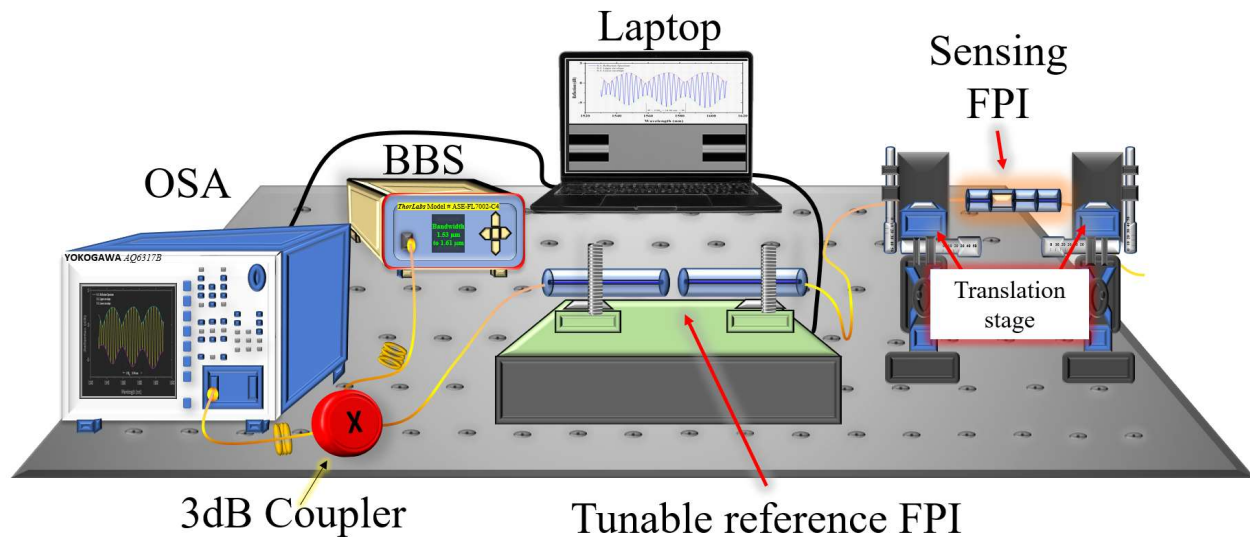 Laptop
Sensing
FPI
BBS
OSA
ThorLabs Model # ASE-FL7002-C4
Bandwidth
1.53 μm
to 1.61 μm
YOKOGAWA AQ6317B
Translation
stage
X
3dB Coupler
Tunable reference FPI